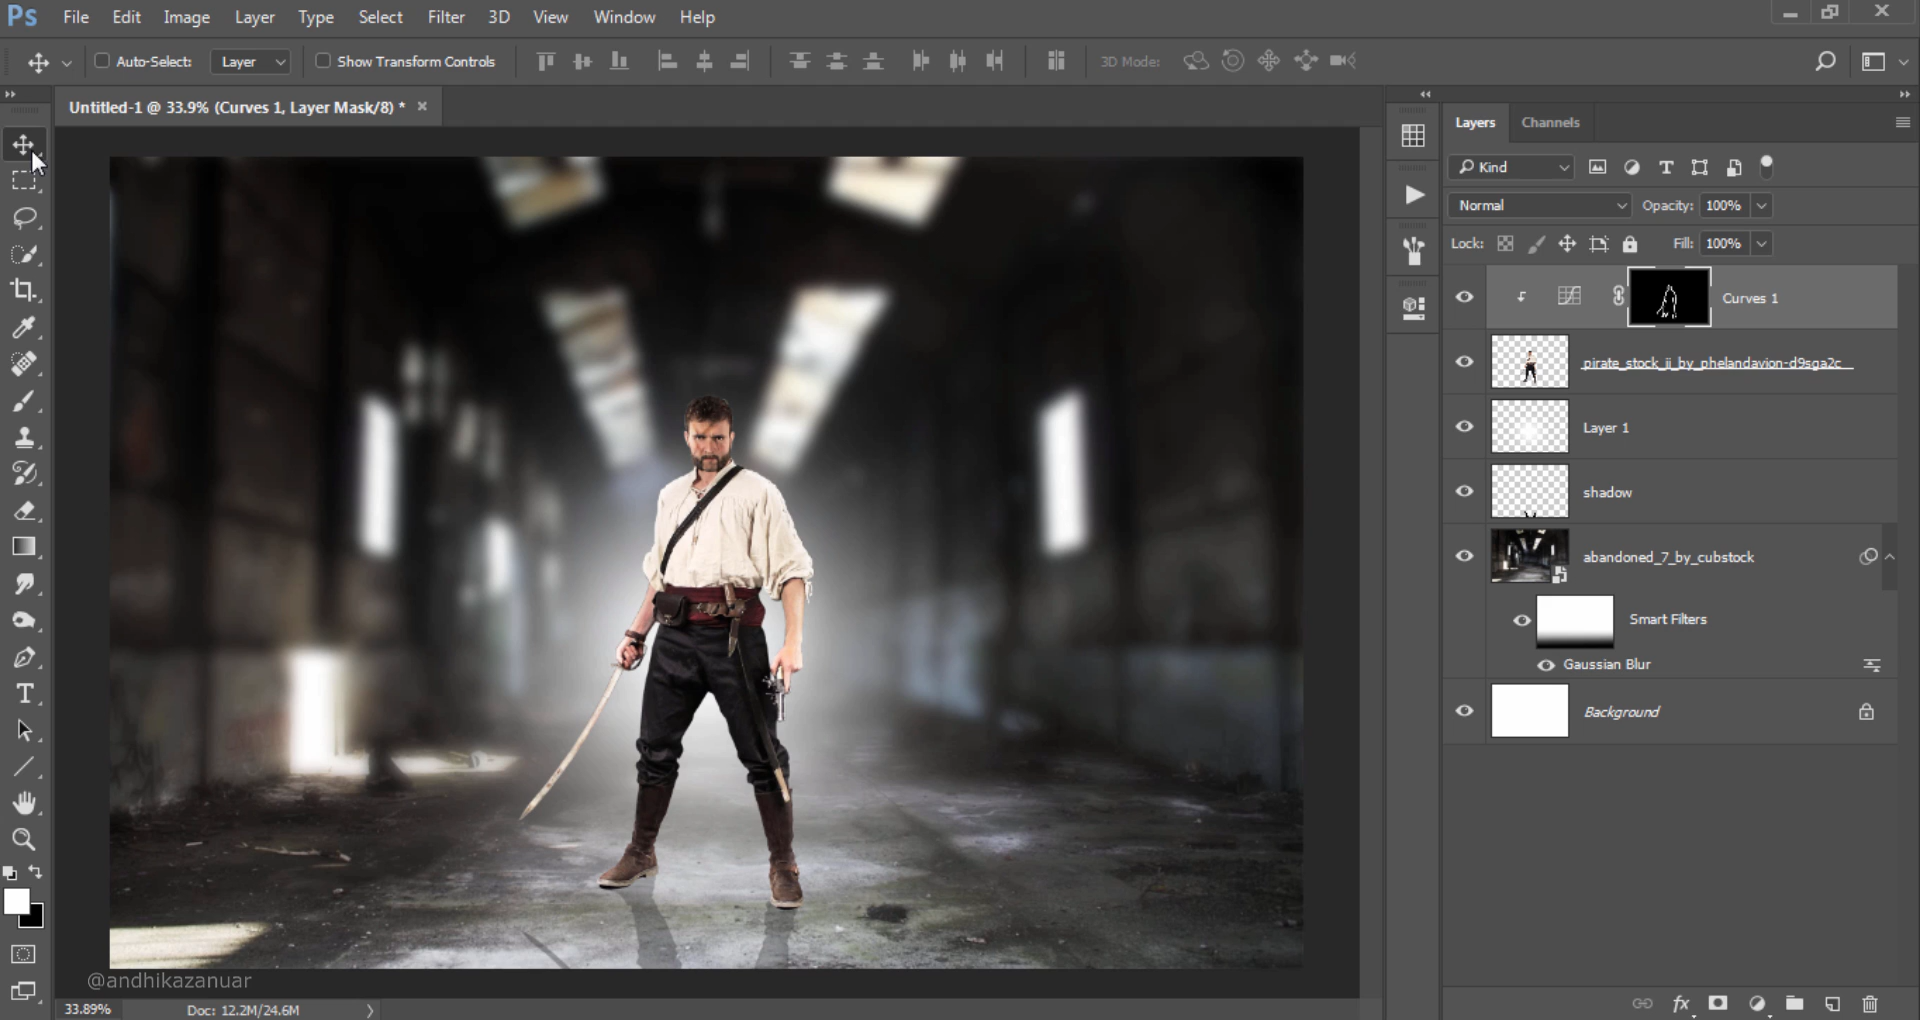 Ps File Edit Image Layer Type Select Filter 3D View Window Help
Auto-Select: Layer Show Transform Controls 3D Mode:
Untitled-1 @ 33.9% (Curves 1, Layer Mask/8) *
Layers Channels
Kind
Normal Opacity: 100%
Lock: Fill: 100%
Curves 1
pirate_stock_ii_by_phelandavion-d9sga2c
Layer 1
shadow
abandoned_7_by_cubstock
Smart Filters
Gaussian Blur
Background
@andhikazanuar
33.89% Doc: 12.2M/24.6M
fx